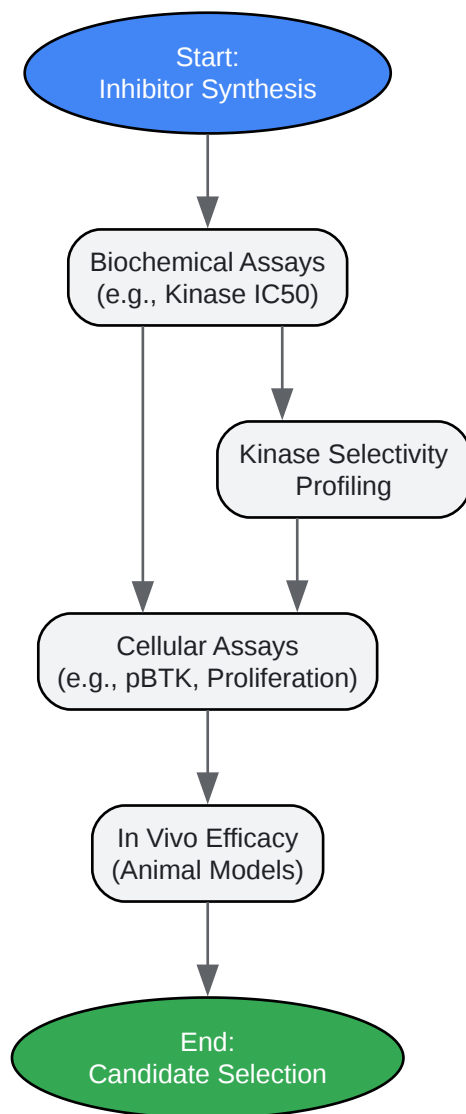 Start:
Inhibitor Synthesis
Biochemical Assays
(e.g., Kinase IC50)
Kinase Selectivity
Profiling
Cellular Assays
(e.g., pBTK, Proliferation)
In Vivo Efficacy
(Animal Models)
End:
Candidate Selection